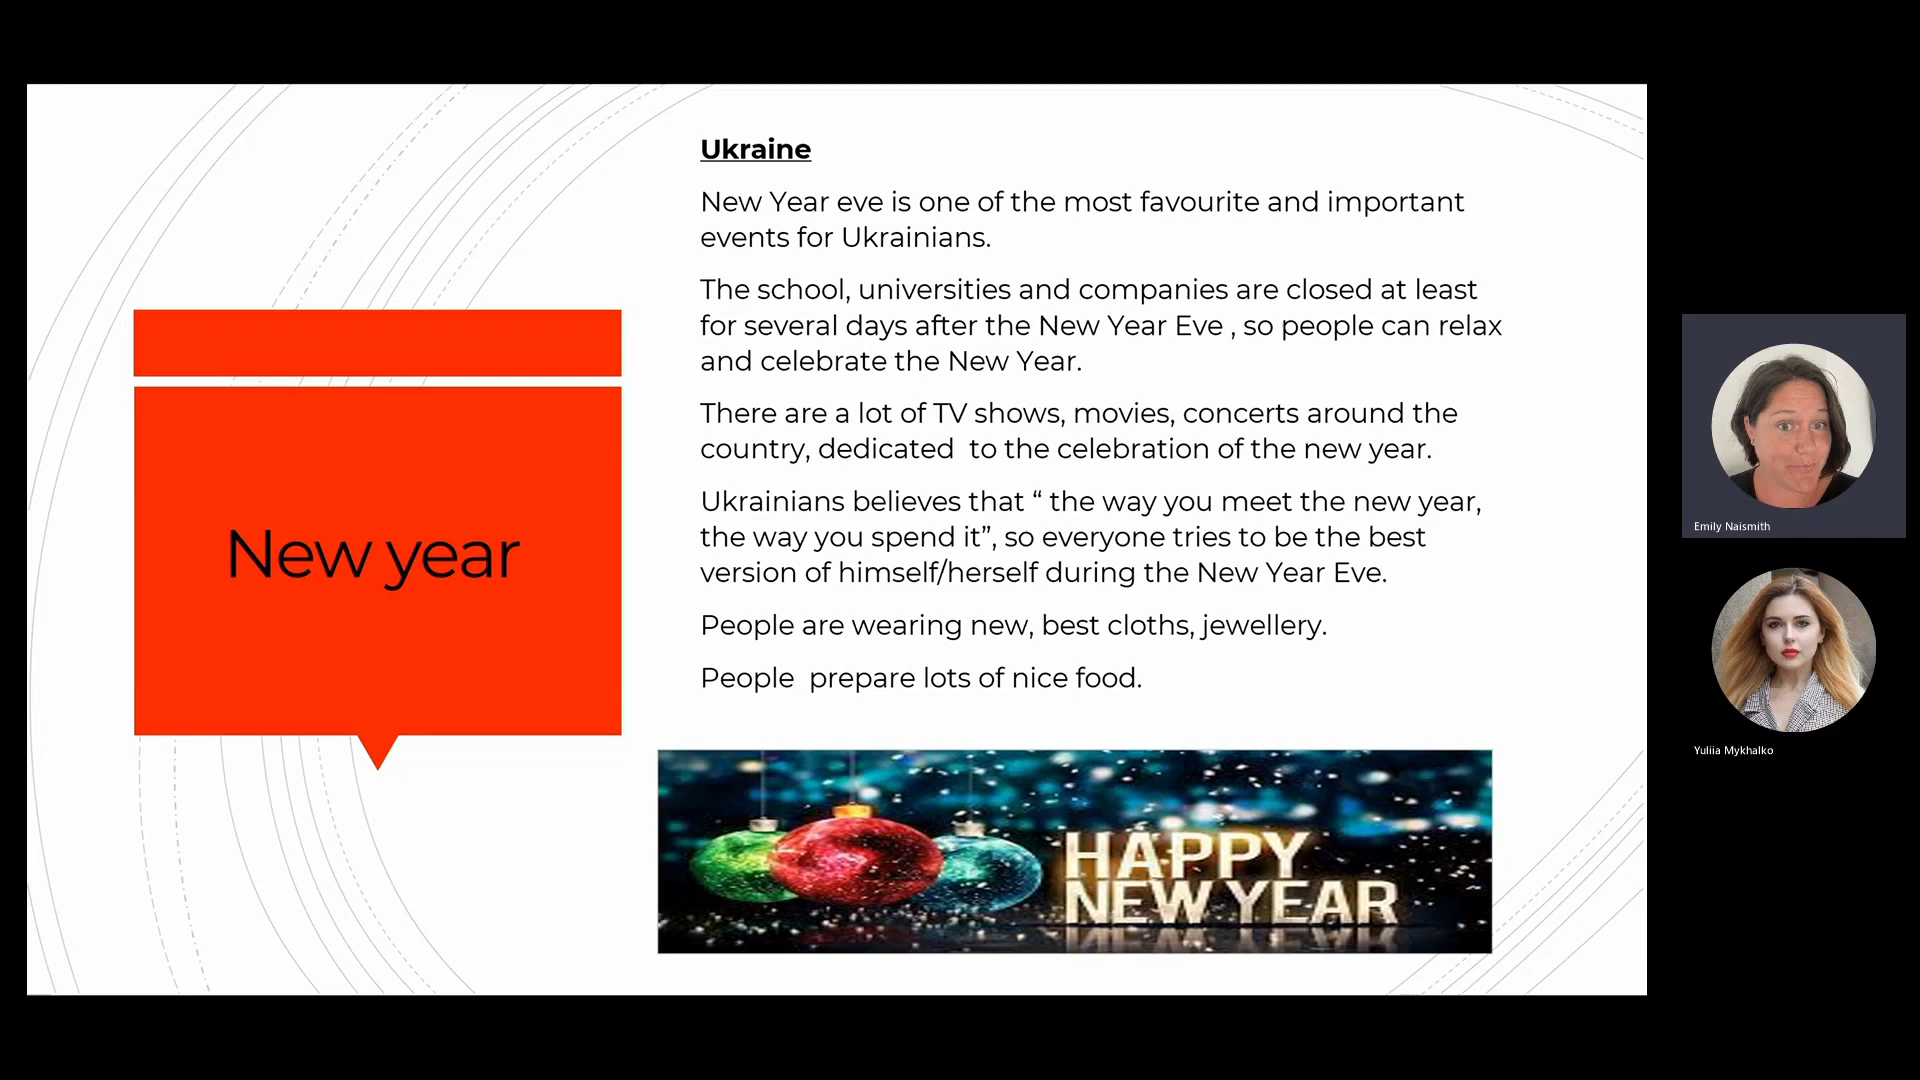 Ukraine
New Year eve is one of the most favourite and important
events for Ukrainians.
The school, universities and companies are closed at least
for several days after the New Year Eve , so people can relax
and celebrate the New Year.
There are a lot of TV shows, movies, concerts around the
country, dedicated  to the celebration of the new year.
Ukrainians believes that “ the way you meet the new year,
the way you spend it”, so everyone tries to be the best
version of himself/herself during the New Year Eve.
People are wearing new, best cloths, jewellery.
People  prepare lots of nice food.
New year
HAPPY
NEW YEAR
Emily Naismith
Yuliia Mykhalko